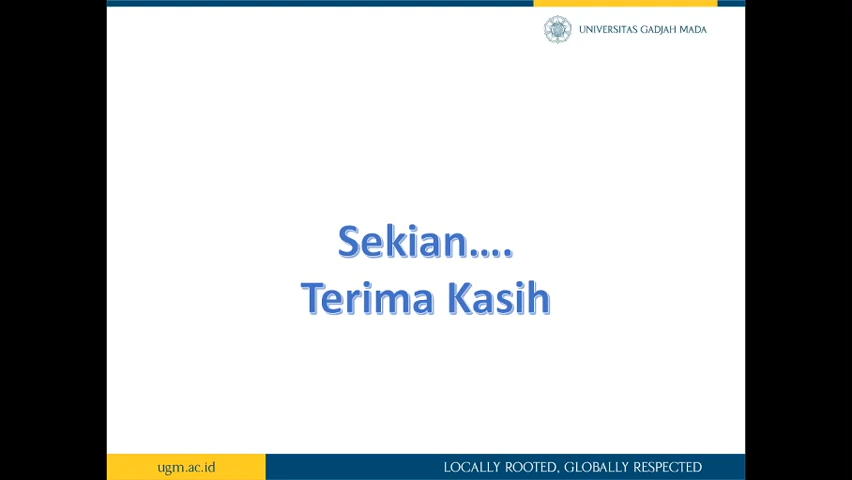 UNIVERSITAS GADJAH MADA
Sekian....
Terima Kasih
ugm.ac.id
LOCALLY ROOTED, GLOBALLY RESPECTED